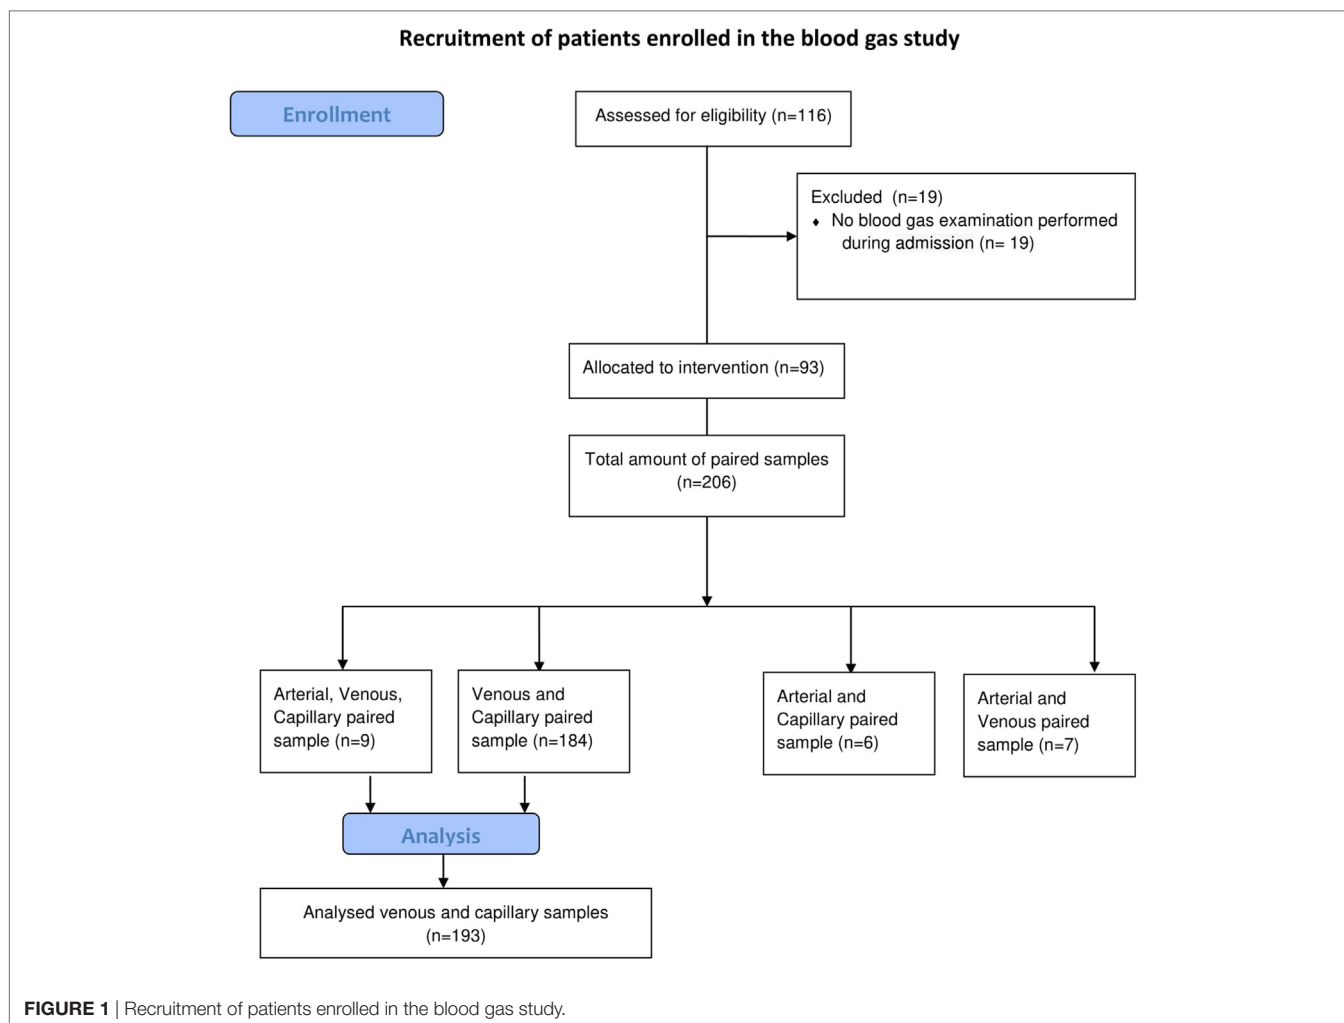 Recruitment of patients enrolled in the blood gas study
Enrollment
Assessed for eligibility (n=116)
Excluded (n=19)
♦ No blood gas examination performed
during admission (n= 19)
Allocated to intervention (n=93)
Total amount of paired samples
(n=206)
Arterial, Venous,
Capillary paired
sample (n=9)
Venous and
Capillary paired
sample (n=184)
Arterial and
Capillary paired
sample (n=6)
Arterial and
Venous paired
sample (n=7)
Analysis
Analysed venous and capillary samples
(n=193)
FIGURE 1 | Recruitment of patients enrolled in the blood gas study.